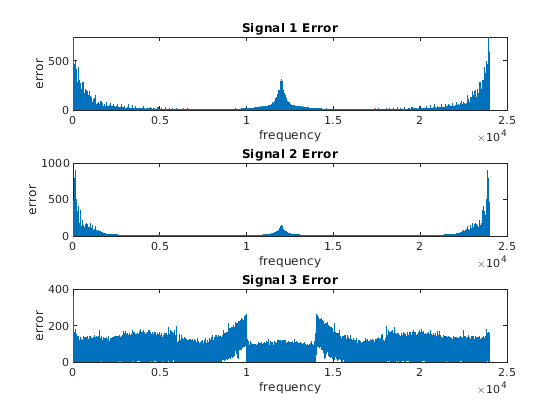 Signal 1 Error
500
0
error
0 0.5 1 1.5 2 2.5
×10⁴
frequency
Signal 2 Error
1000
500
0
error
0 0.5 1 1.5 2 2.5
×10⁴
frequency
Signal 3 Error
400
200
0
error
0 0.5 1 1.5 2 2.5
×10⁴
frequency